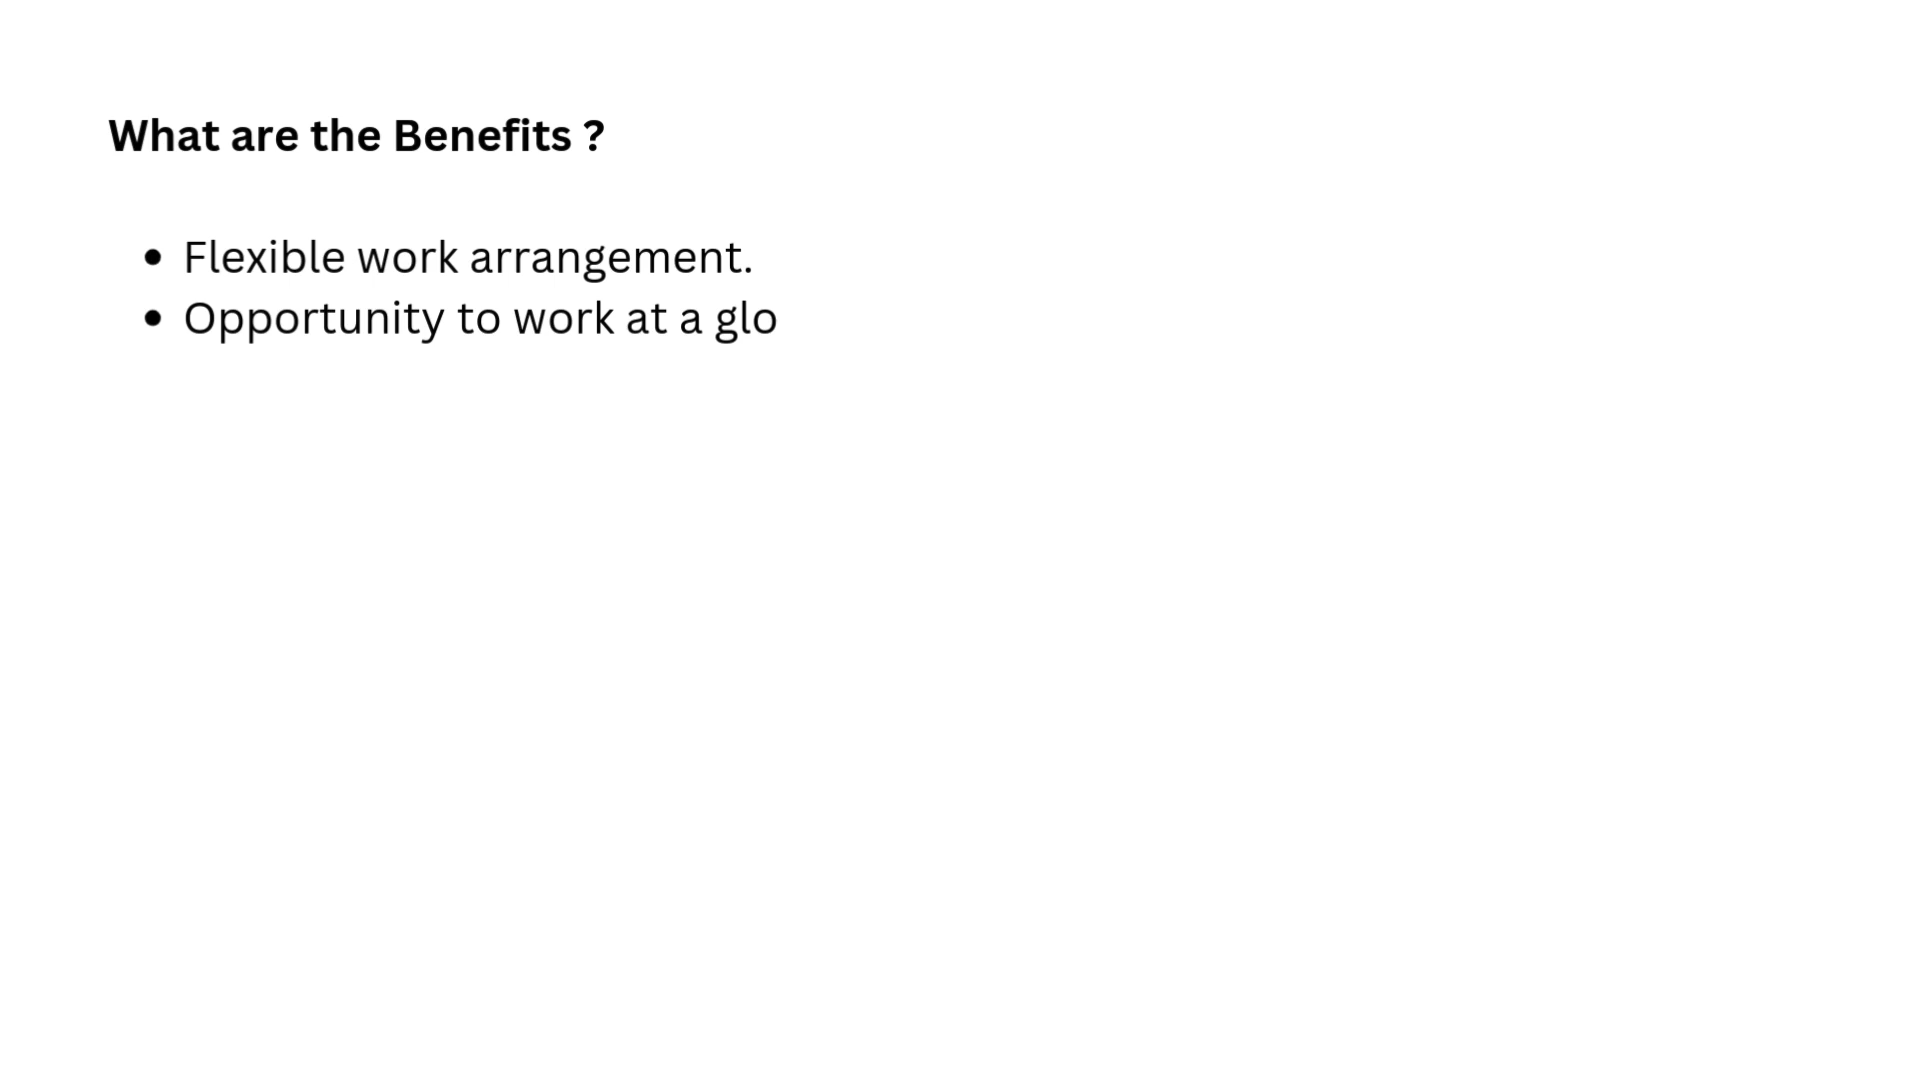 What are the Benefits ?
• Flexible work arrangement.
• Opportunity to work at a glo